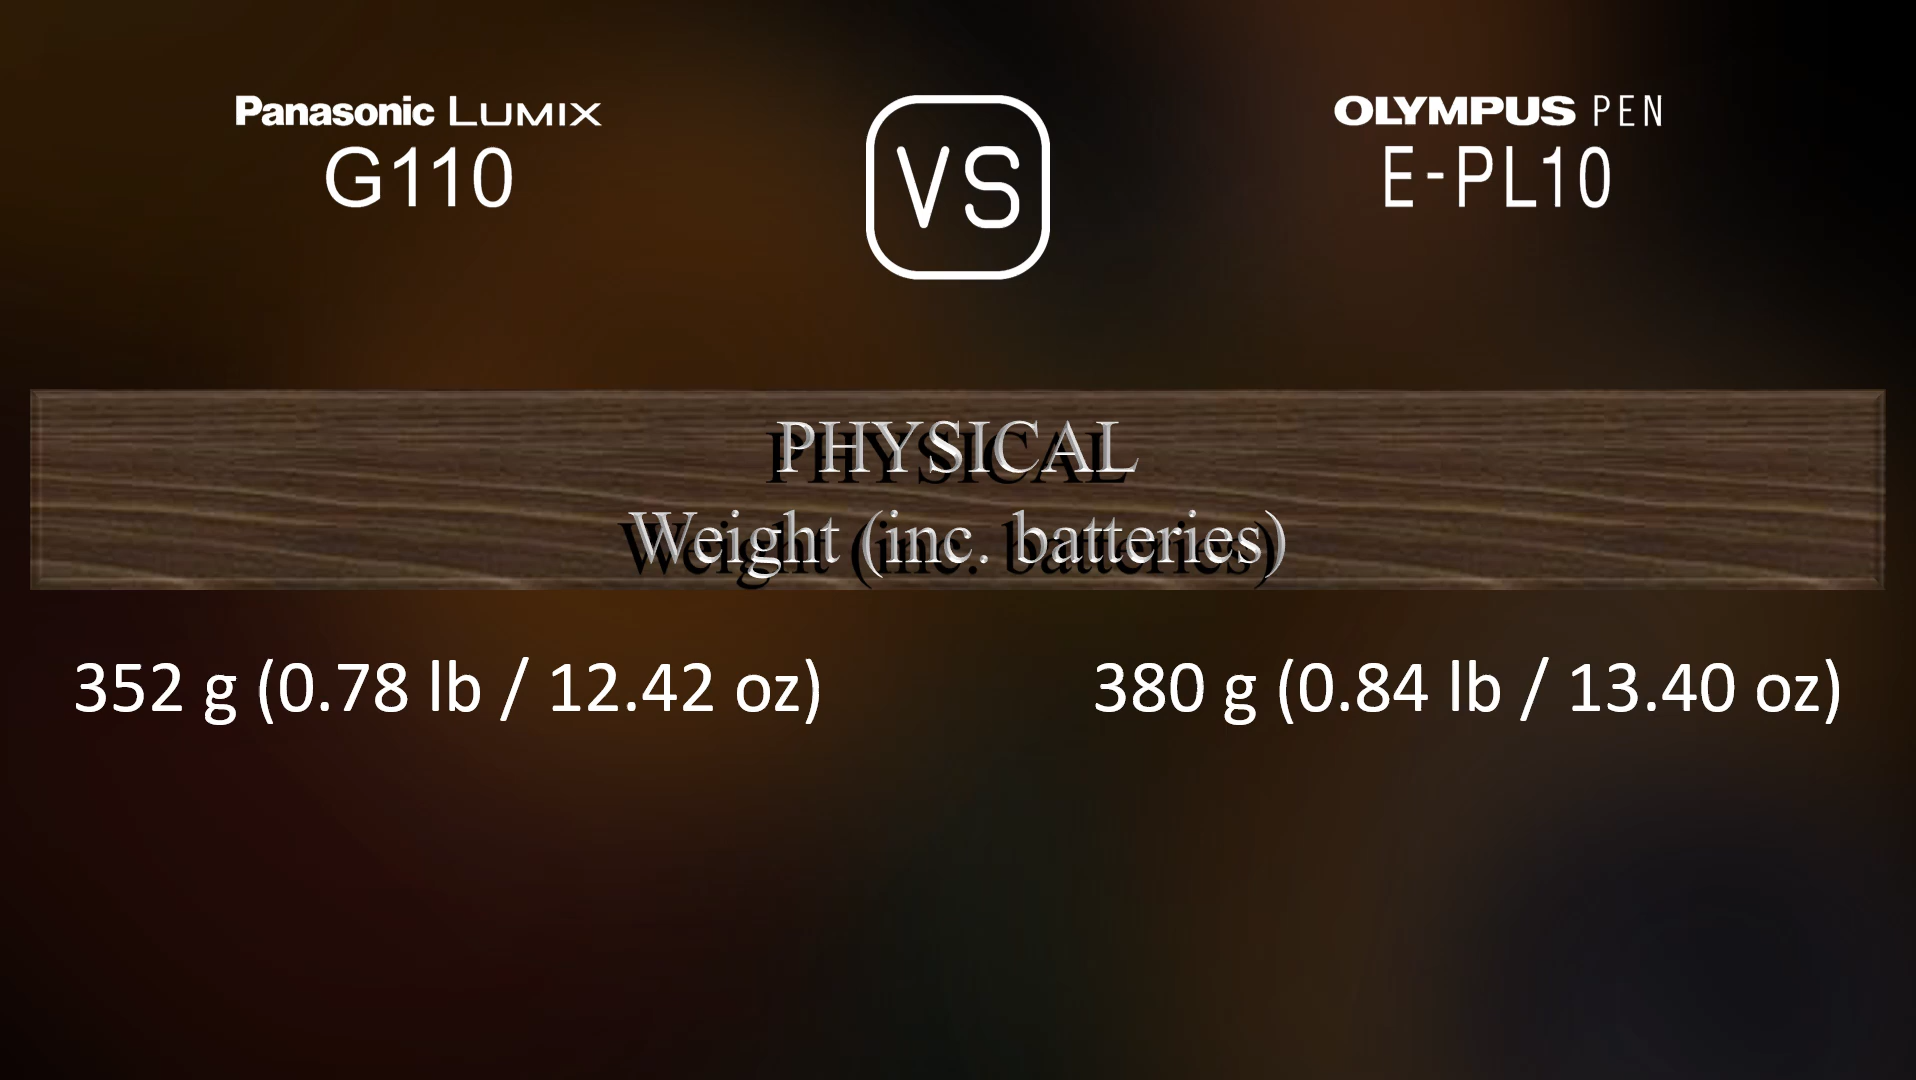 Panasonic LUMIX
G110
VS
OLYMPUS PEN
E-PL10
PHYSICAL
Weight (inc. batteries)
352 g (0.78 lb / 12.42 oz)
380 g (0.84 lb / 13.40 oz)